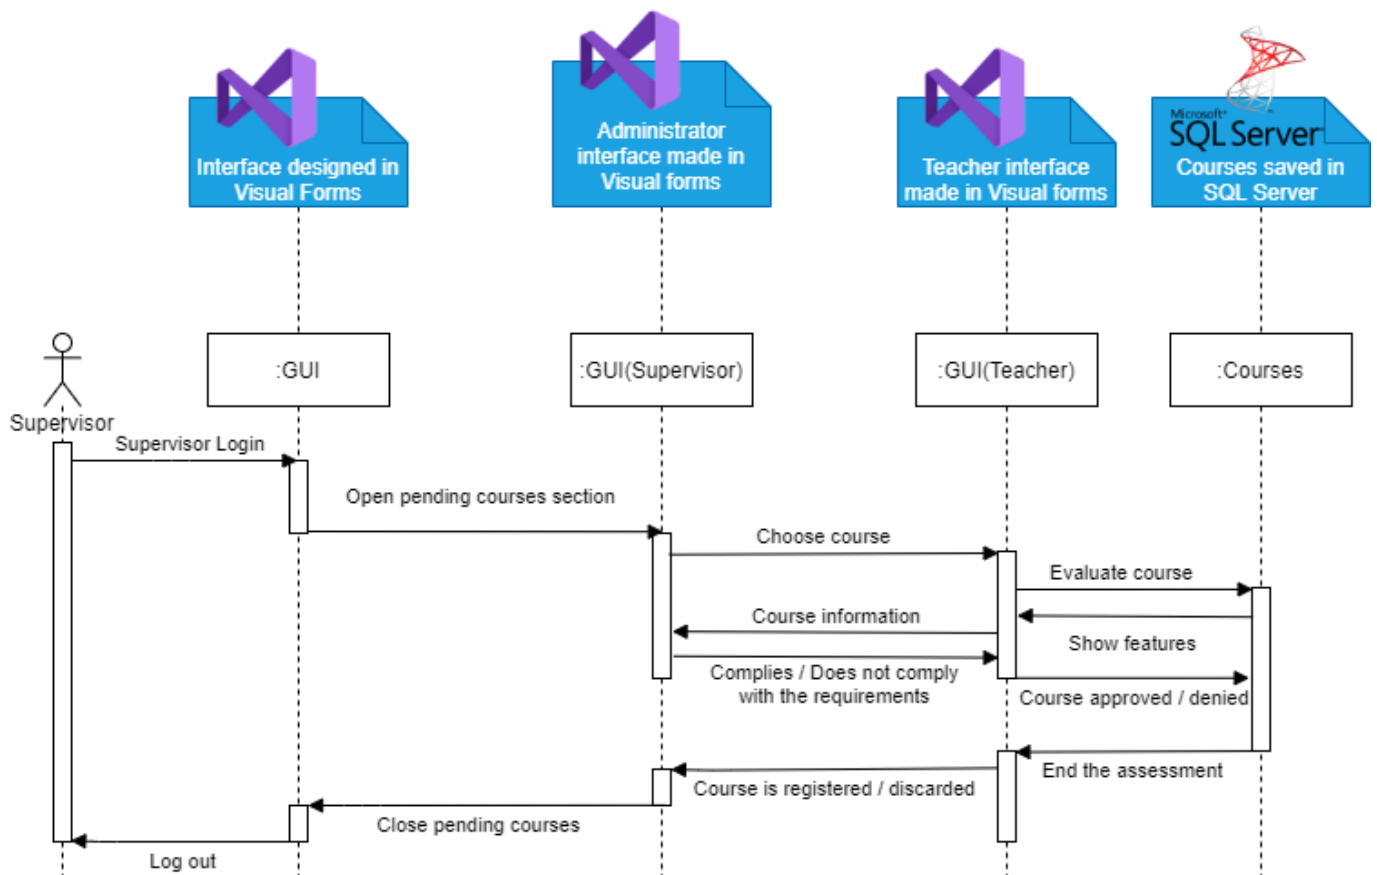 Interface designed in
Visual Forms
Administrator
interface made in
Visual forms
Teacher interface
made in Visual forms
Microsoft
SQL Server
Courses saved in
SQL Server
Supervisor
:GUI
:GUI(Supervisor)
:GUI(Teacher)
:Courses
Supervisor Login
Open pending courses section
Choose course
Evaluate course
Course information
Show features
Complies / Does not comply
with the requirements
Course approved / denied
End the assessment
Course is registered / discarded
Close pending courses
Log out